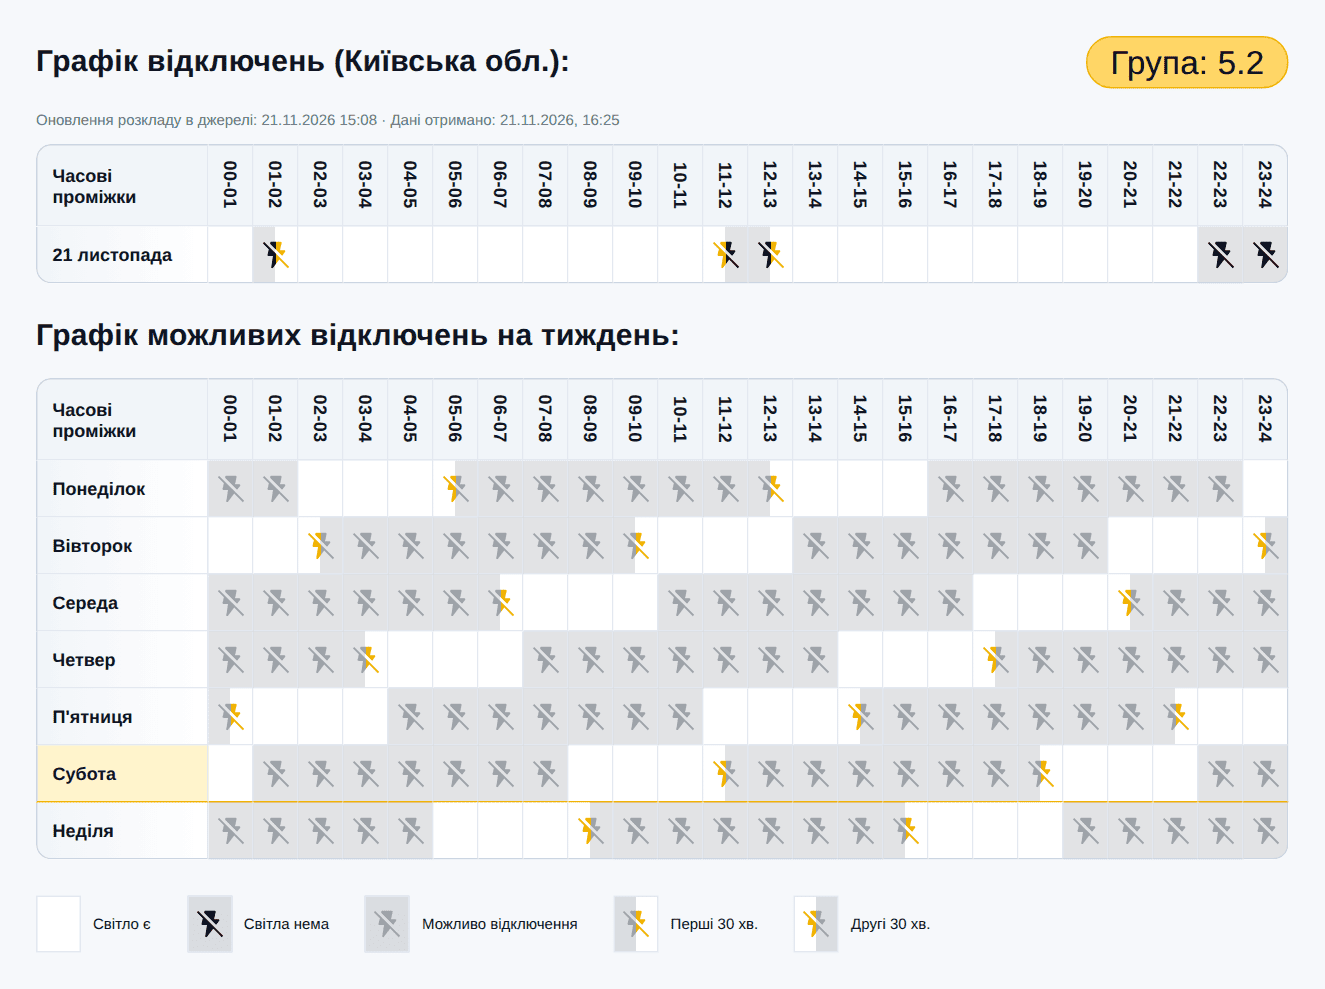 Графік відключень (Київська обл.):
Група: 5.2
Оновлення розкладу в джерелі: 21.11.2026 15:08 · Дані отримано: 21.11.2026, 16:25
Часові
проміжки
00-01 01-02 02-03 03-04 04-05 05-06 06-07 07-08 08-09 09-10 10-11 11-12 12-13 13-14 14-15 15-16 16-17 17-18 18-19 19-20 20-21 21-22 22-23 23-24
21 листопада
Графік можливих відключень на тиждень:
Часові
проміжки
00-01 01-02 02-03 03-04 04-05 05-06 06-07 07-08 08-09 09-10 10-11 11-12 12-13 13-14 14-15 15-16 16-17 17-18 18-19 19-20 20-21 21-22 22-23 23-24
Понеділок
Вівторок
Середа
Четвер
П'ятниця
Субота
Неділя
Світло є
Світла нема
Можливо відключення
Перші 30 хв.
Другі 30 хв.